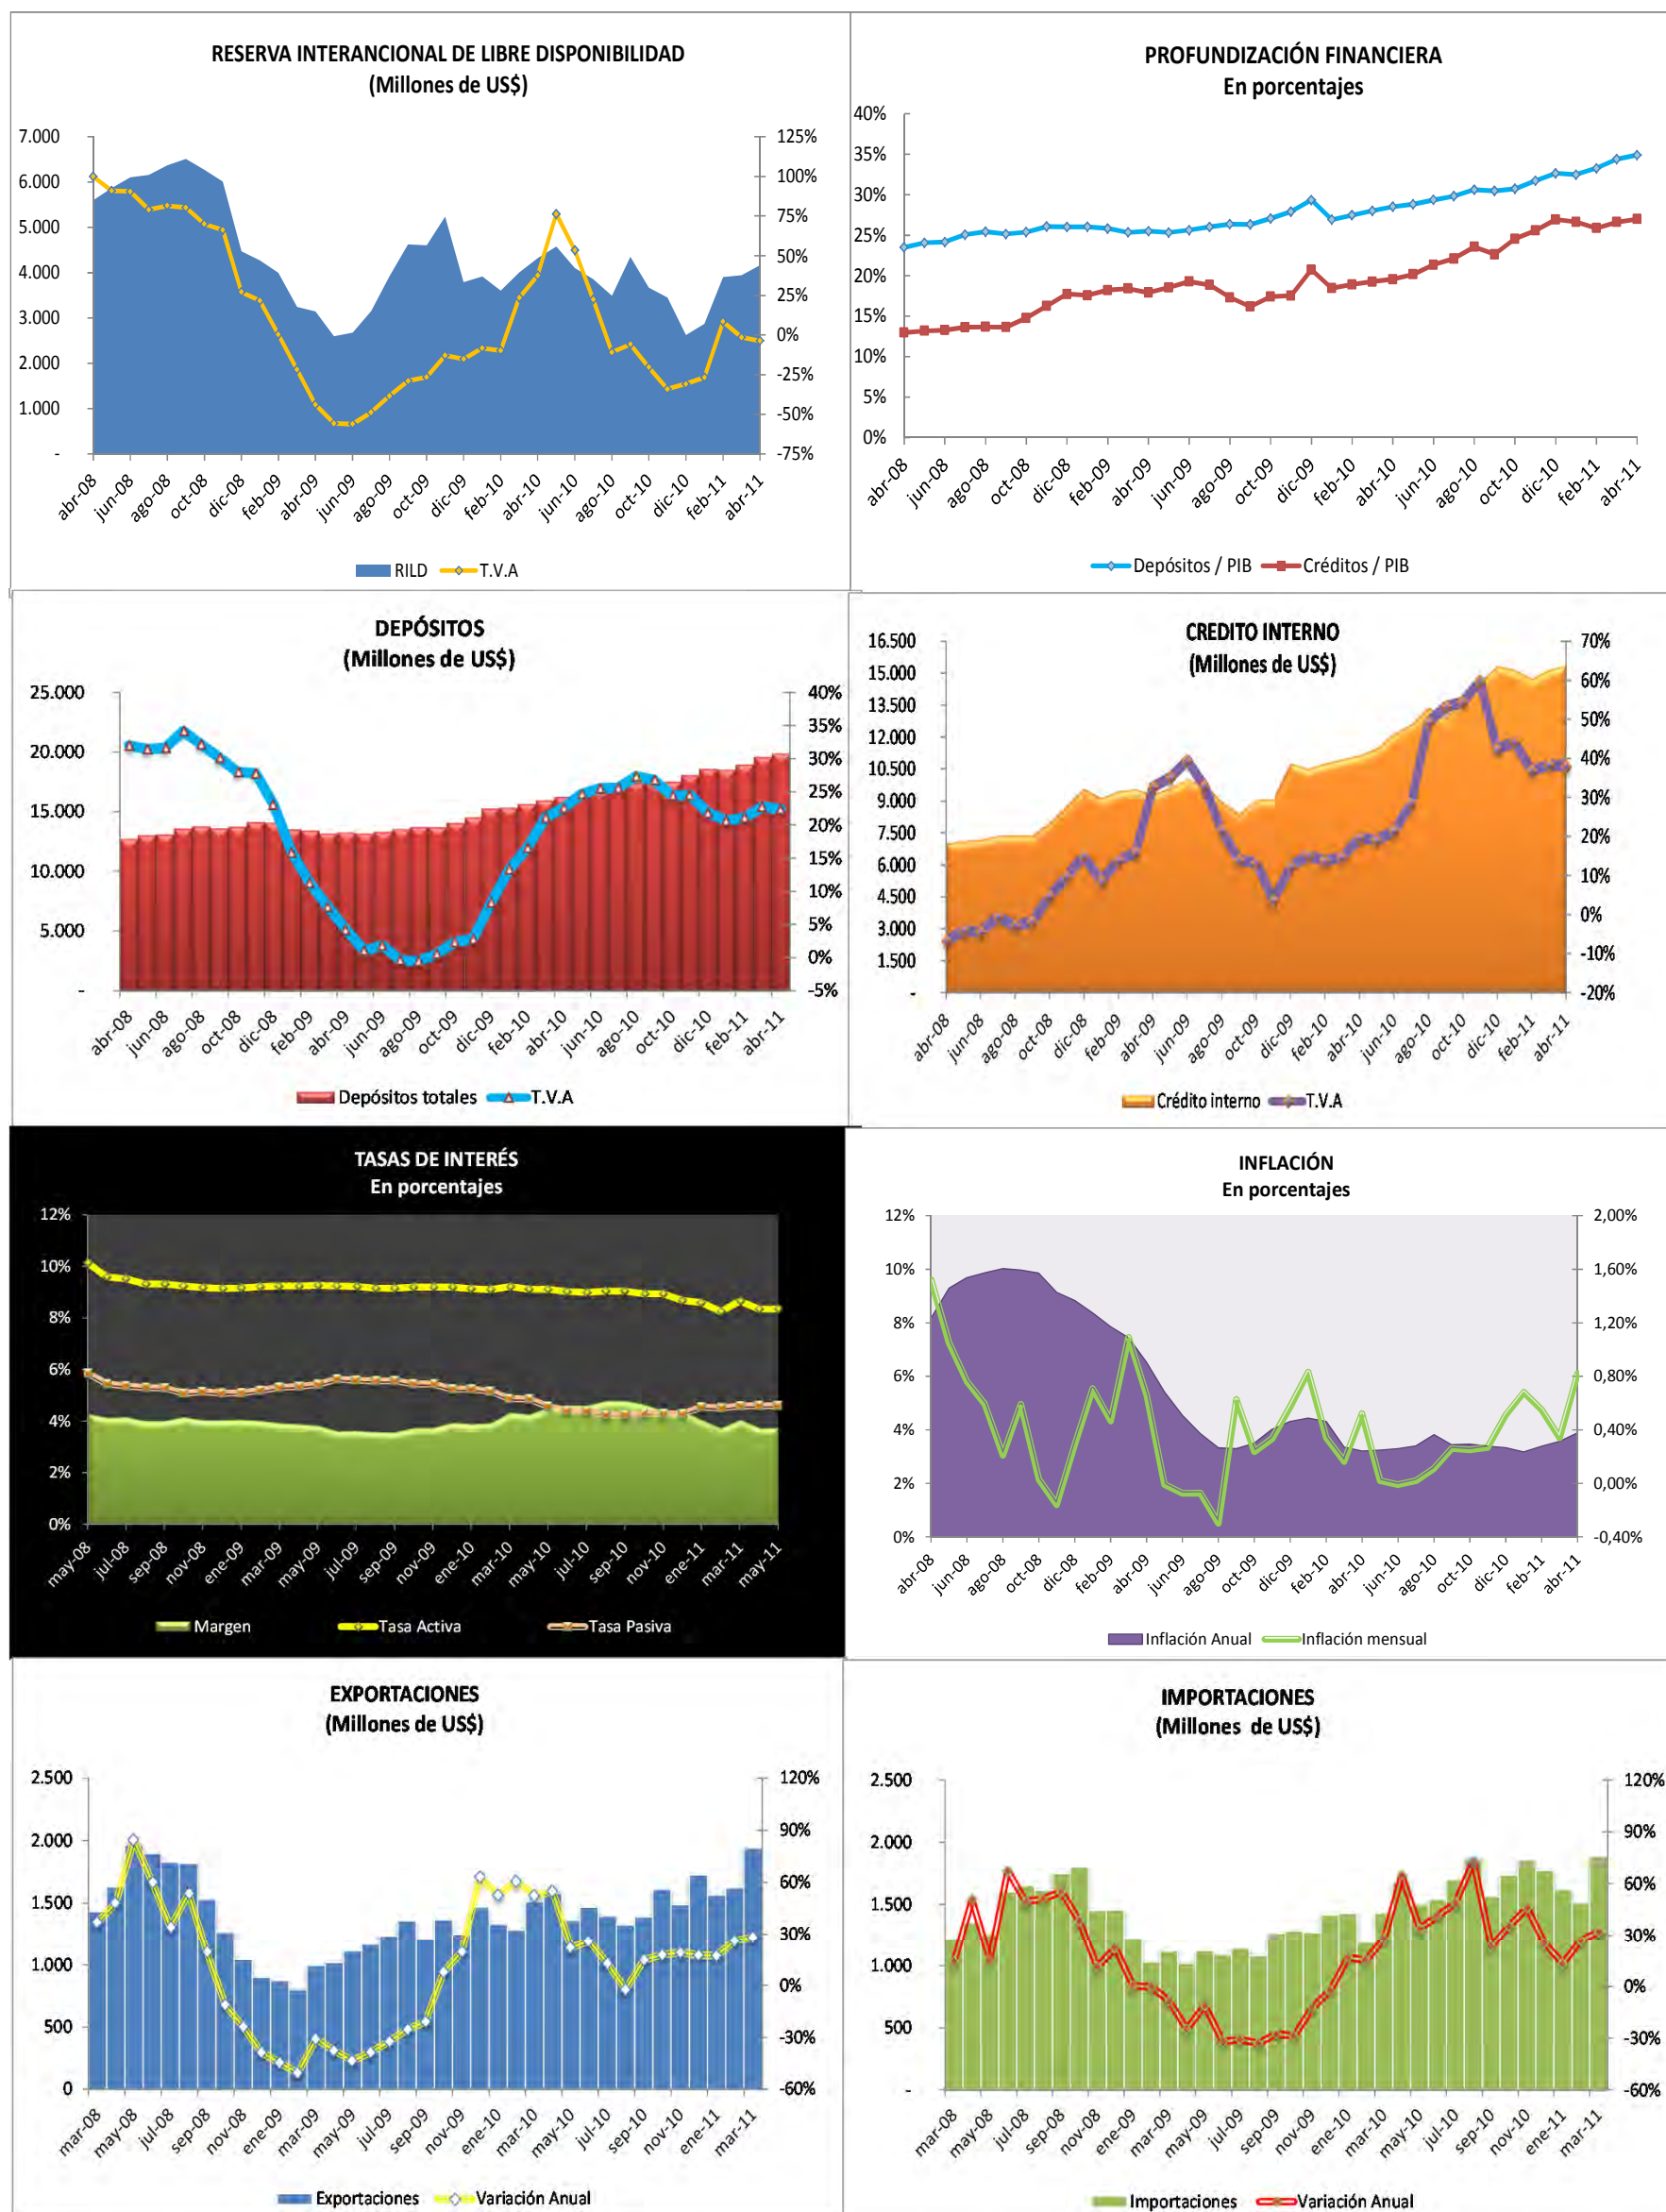 RESERVA INTERANCIONAL DE LIBRE DISPONIBILIDAD
(Millones de US$)
7.000
6.000
5.000
4.000
3.000
2.000
1.000
-
125%
100%
75%
50%
25%
0%
-25%
-50%
-75%
abr-08
jun-08
ago-08
oct-08
dic-08
feb-09
abr-09
jun-09
ago-09
oct-09
dic-09
feb-10
abr-10
jun-10
ago-10
oct-10
dic-10
feb-11
abr-11
RILD
T.V.A
PROFUNDIZACIÓN FINANCIERA
En porcentajes
40%
35%
30%
25%
20%
15%
10%
5%
0%
abr-08
jun-08
ago-08
oct-08
dic-08
feb-09
abr-09
jun-09
ago-09
oct-09
dic-09
feb-10
abr-10
jun-10
ago-10
oct-10
dic-10
feb-11
abr-11
Depósitos / PIB
Créditos / PIB
DEPÓSITOS
(Millones de US$)
25.000
20.000
15.000
10.000
5.000
-
40%
35%
30%
25%
20%
15%
10%
5%
0%
-5%
abr-08
jun-08
ago-08
oct-08
dic-08
feb-09
abr-09
jun-09
ago-09
oct-09
dic-09
feb-10
abr-10
jun-10
ago-10
oct-10
dic-10
feb-11
abr-11
Depósitos totales
T.V.A
CREDITO INTERNO
(Millones de US$)
16.500
15.000
13.500
12.000
10.500
9.000
7.500
6.000
4.500
3.000
1.500
-
70%
60%
50%
40%
30%
20%
10%
0%
-10%
-20%
abr-08
jun-08
ago-08
oct-08
dic-08
feb-09
abr-09
jun-09
ago-09
oct-09
dic-09
feb-10
abr-10
jun-10
ago-10
oct-10
dic-10
feb-11
abr-11
Crédito interno
T.V.A
TASAS DE INTERÉS
En porcentajes
12%
10%
8%
6%
4%
2%
0%
may-08
jul-08
sep-08
nov-08
ene-09
mar-09
may-09
jul-09
sep-09
nov-09
ene-10
mar-10
may-10
jul-10
sep-10
nov-10
ene-11
mar-11
may-11
Margen
Tasa Activa
Tasa Pasiva
INFLACIÓN
En porcentajes
12%
10%
8%
6%
4%
2%
0%
2,00%
1,60%
1,20%
0,80%
0,40%
0,00%
-0,40%
abr-08
jun-08
ago-08
oct-08
dic-08
feb-09
abr-09
jun-09
ago-09
oct-09
dic-09
feb-10
abr-10
jun-10
ago-10
oct-10
dic-10
feb-11
abr-11
Inflación Anual
Inflación mensual
EXPORTACIONES
(Millones de US$)
2.500
2.000
1.500
1.000
500
0
120%
90%
60%
30%
0%
-30%
-60%
mar-08
may-08
jul-08
sep-08
nov-08
ene-09
mar-09
may-09
jul-09
sep-09
nov-09
ene-10
mar-10
may-10
jul-10
sep-10
nov-10
ene-11
mar-11
Exportaciones
Variación Anual
IMPORTACIONES
(Millones de US$)
2.500
2.000
1.500
1.000
500
-
120%
90%
60%
30%
0%
-30%
-60%
mar-08
may-08
jul-08
sep-08
nov-08
ene-09
mar-09
may-09
jul-09
sep-09
nov-09
ene-10
mar-10
may-10
jul-10
sep-10
nov-10
ene-11
mar-11
Importaciones
Variación Anual